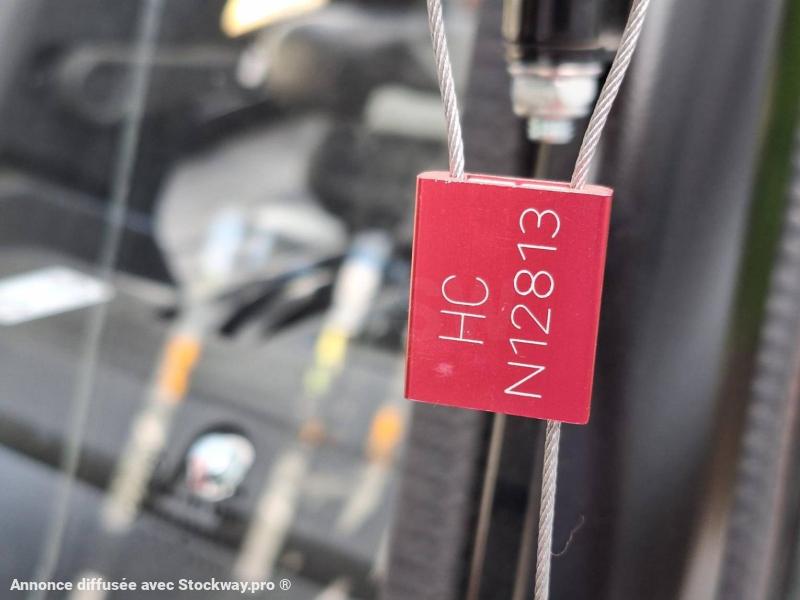 HC
N12813
Annonce diffusée avec Stockway.pro ®